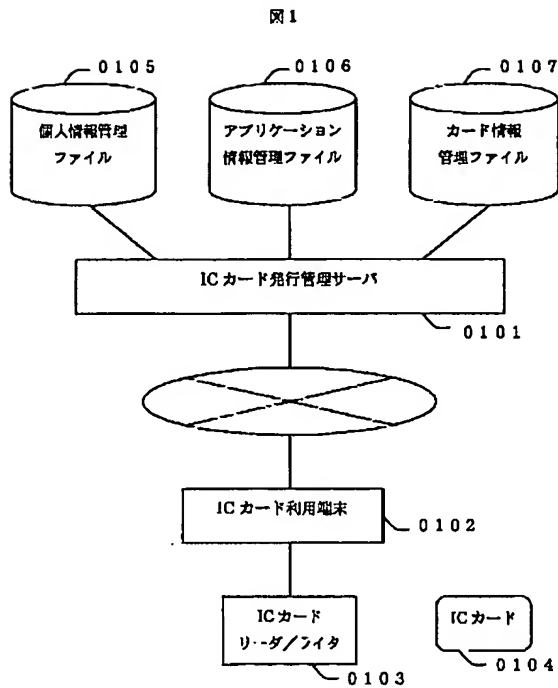 図1
0105
0106
0107
個人情報管理
ファイル
アプリケーション
情報管理ファイル
カード情報
管理ファイル
ICカード発行管理サーバ
0101
ICカード利用端末
0102
ICカード
リーダ/ライタ
0103
ICカード
0104